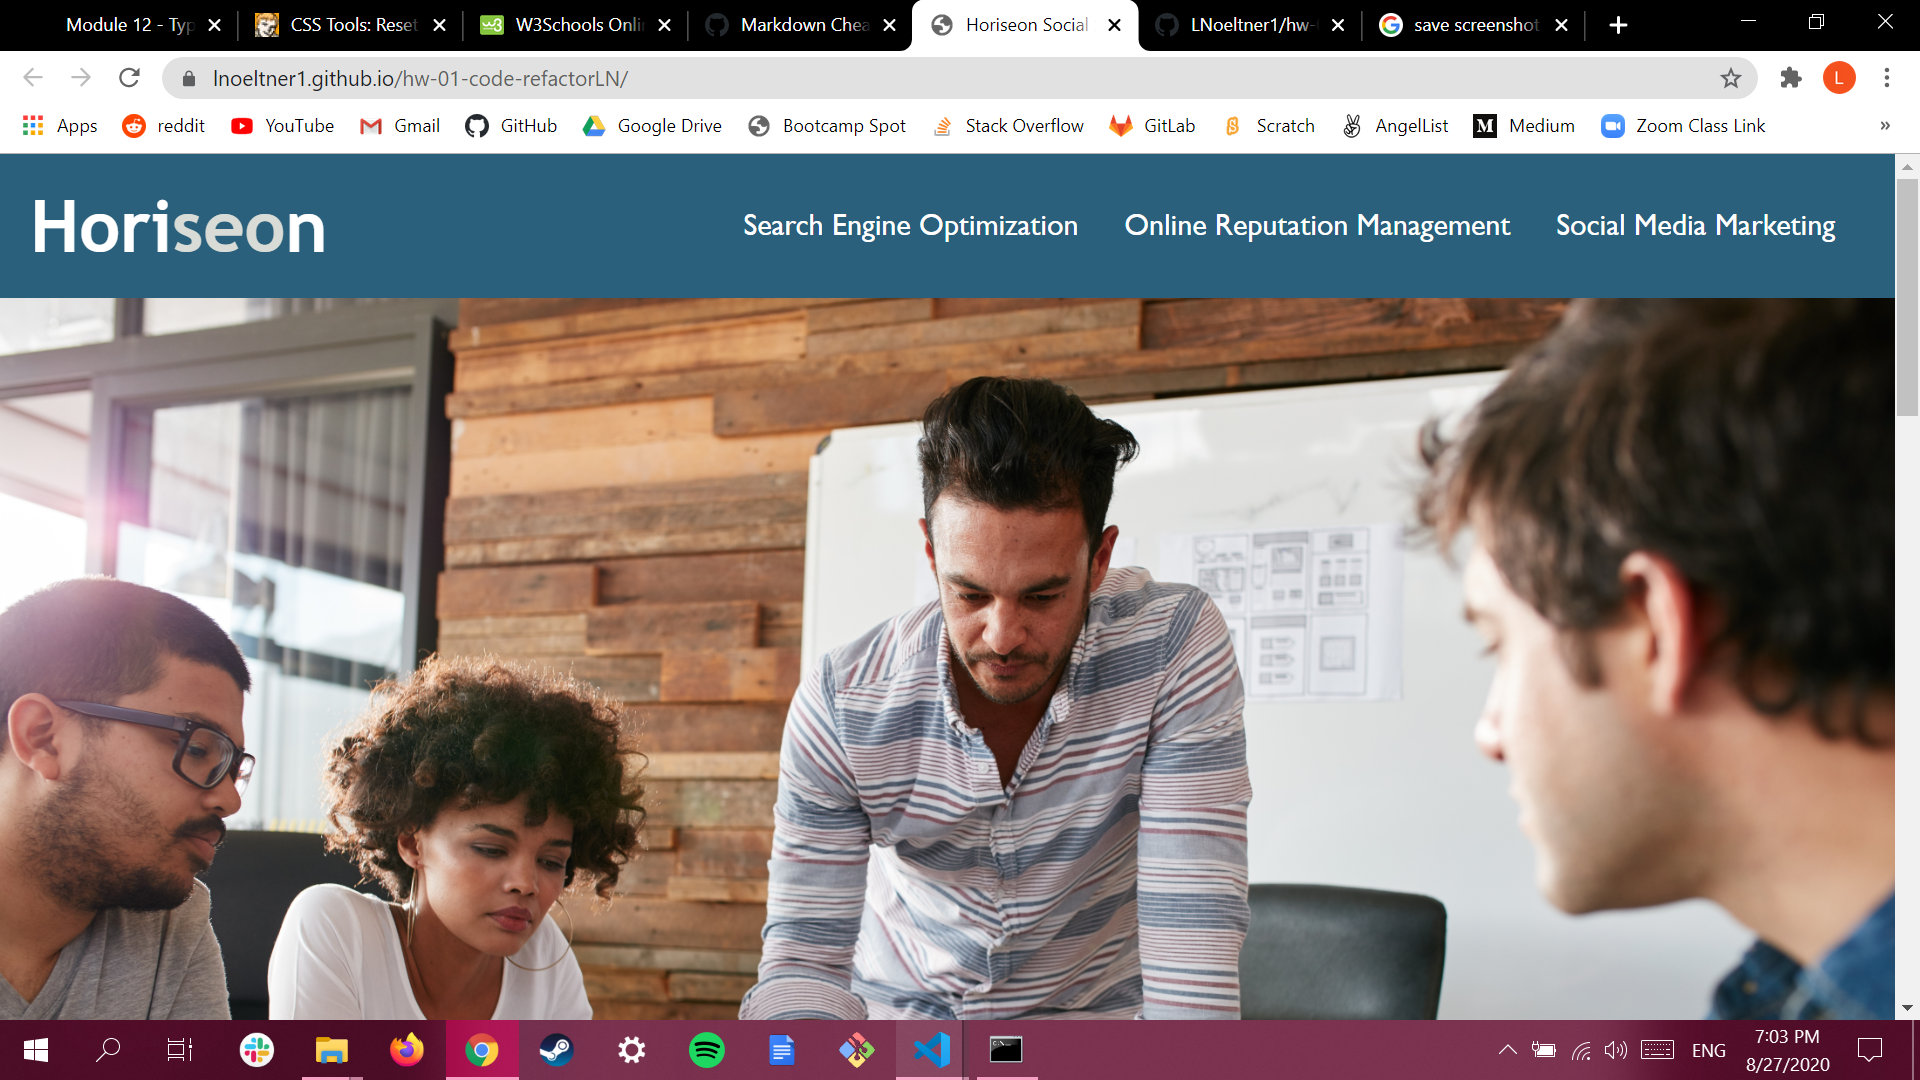 Module 12 - Typ
CSS Tools: Reset
W3Schools Onli
Markdown Chea
Horiseon Social
LNoeltner1/hw-
save screenshot
lnoeltner1.github.io/hw-01-code-refactorLN/
L
Apps
reddit
YouTube
Gmail
GitHub
Google Drive
Bootcamp Spot
Stack Overflow
GitLab
Scratch
AngelList
Medium
Zoom Class Link
»
Horiseon
Search Engine Optimization
Online Reputation Management
Social Media Marketing
ENG
7:03 PM
8/27/2020